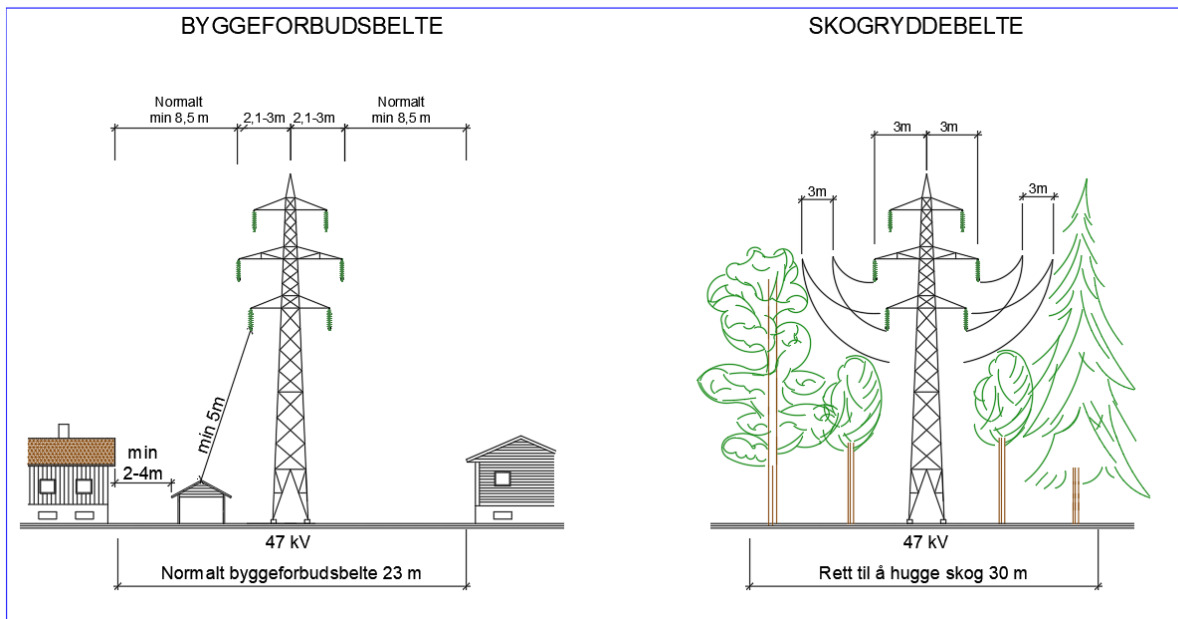 BYGGEFORBUDSBELTE
Normalt
min 8,5 m
2,1-3m
2,1-3m
Normalt
min 8,5 m
min 5m
min
2-4m
47 kV
Normalt byggeforbudsbelte 23 m
SKOGRYDDEBELTE
3m
3m
3m
3m
47 kV
Rett til å hugge skog 30 m